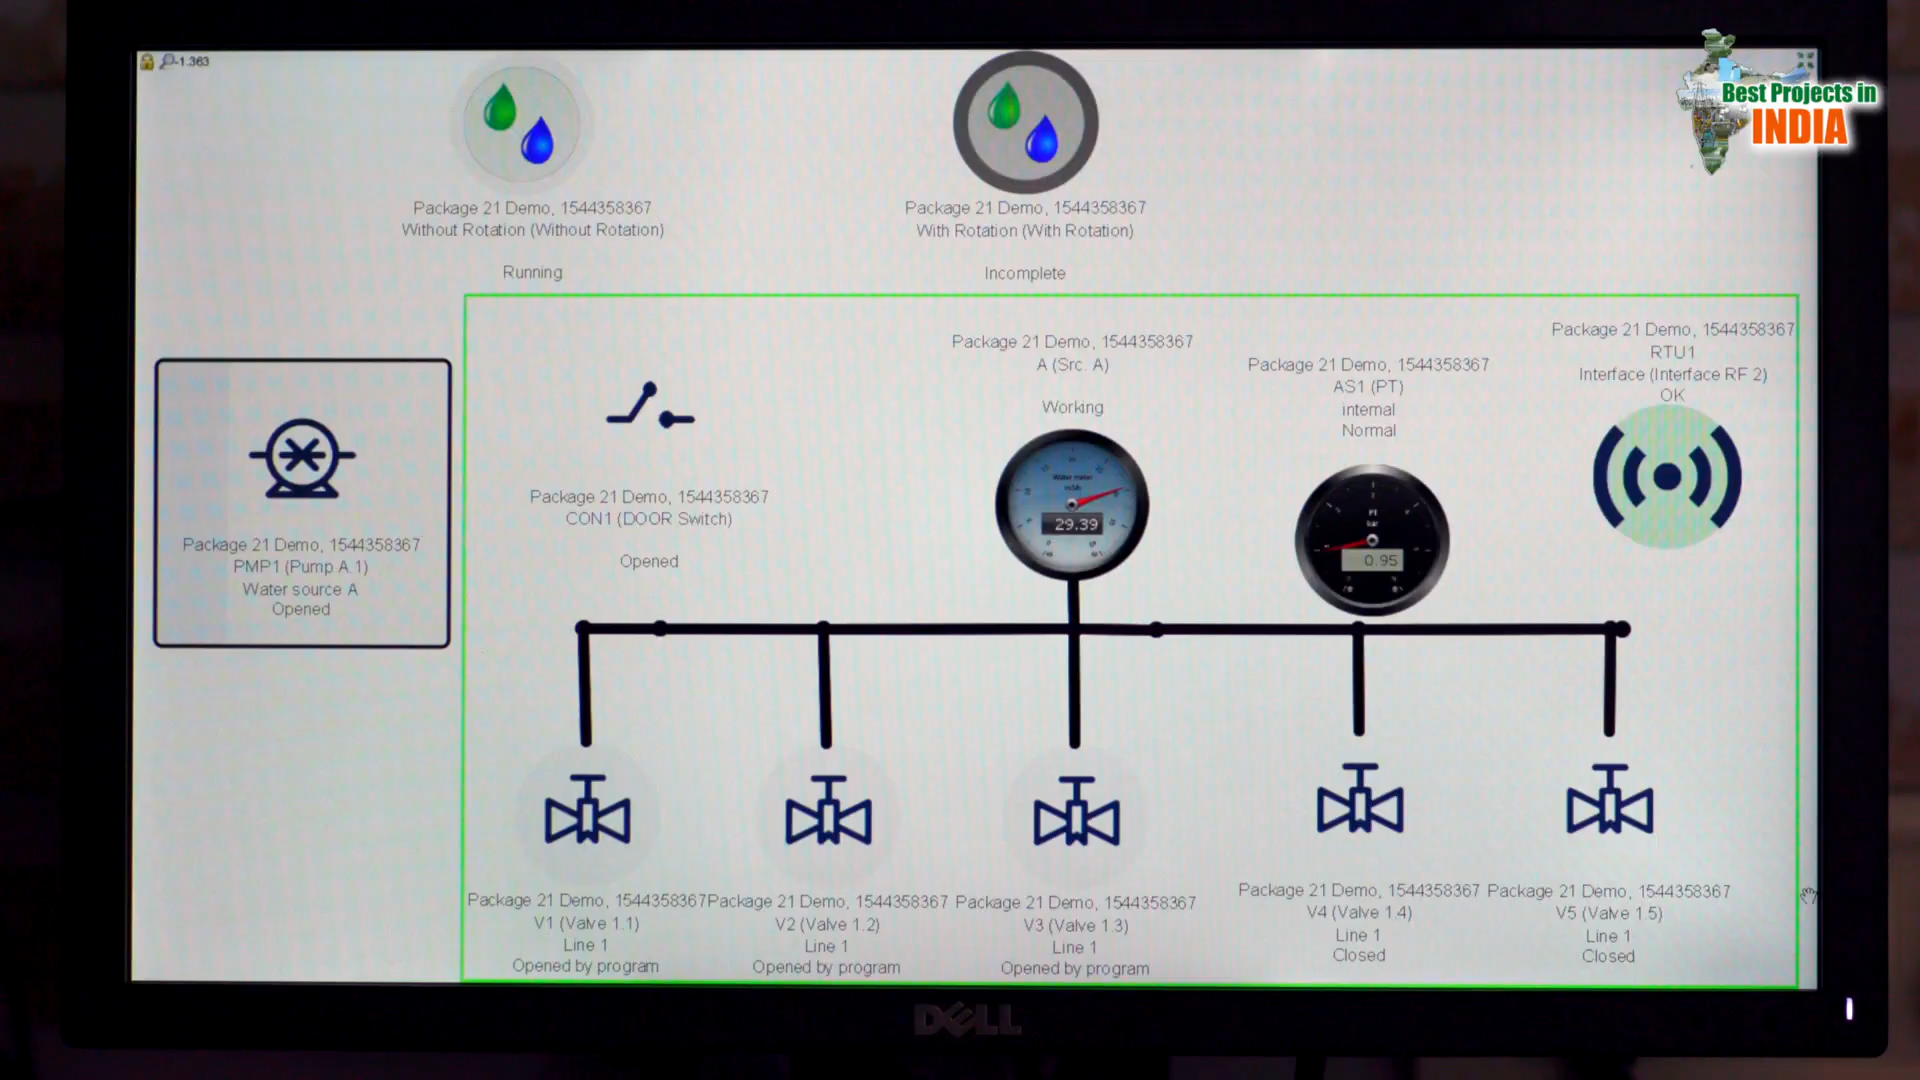 -1.363
Best Projects in
INDIA
Package 21 Demo, 1544358367
Without Rotation (Without Rotation)
Running
Package 21 Demo, 1544358367
With Rotation (With Rotation)
Incomplete
Package 21 Demo, 1544358367
PMP1 (Pump A.1)
Water source A
Opened
Package 21 Demo, 1544358367
CON1 (DOOR Switch)
Opened
Package 21 Demo, 1544358367
A (Src. A)
Working
Water meter
29.39
Package 21 Demo, 1544358367
AS1 (PT)
internal
Normal
PT
bar
0.95
Package 21 Demo, 1544358367
RTU1
Interface (Interface RF 2)
OK
Package 21 Demo, 1544358367
V1 (Valve 1.1)
Line 1
Opened by program
Package 21 Demo, 1544358367
V2 (Valve 1.2)
Line 1
Opened by program
Package 21 Demo, 1544358367
V3 (Valve 1.3)
Line 1
Opened by program
Package 21 Demo, 1544358367
V4 (Valve 1.4)
Line 1
Closed
Package 21 Demo, 1544358367
V5 (Valve 1.5)
Line 1
Closed
DELL